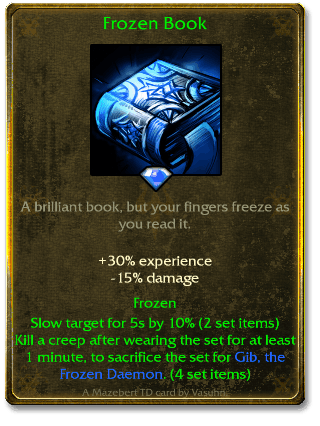 Frozen Book
A brilliant book, but your fingers freeze as
you read it.
+30% experience
-15% damage
Frozen
Slow target for 5s by 10% (2 set items)
Kill a creep after wearing the set for at least
1 minute, to sacrifice the set for Gib, the
Frozen Daemon. (4 set items)
A Mazebert TD card by Vasuhn.